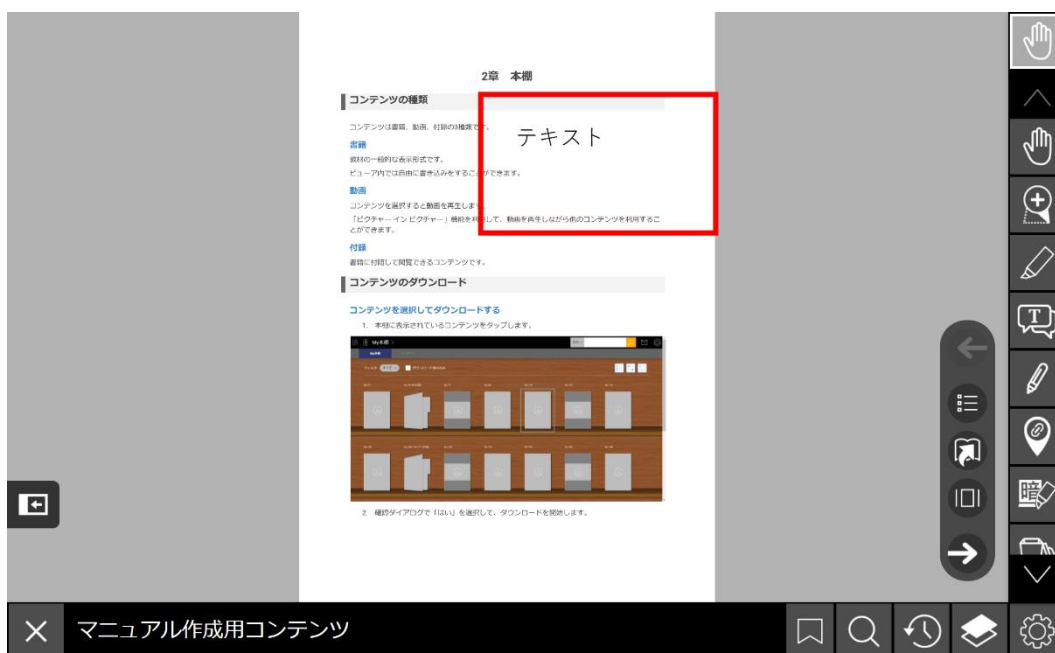 2章 本棚
コンテンツの種類
コンテンツは書籍、動画、付録の3種類です。
テキスト
書籍
教材の一般的な表示形式です。
ビューア内では自由に書き込みをすることができます。
動画
コンテンツを選択すると動画を再生します。
「ピクチャー イン ピクチャー」機能を利用して、動画を再生しながら他のコンテンツを利用するこ
とができます。
付録
書籍に付随して閲覧できるコンテンツです。
コンテンツのダウンロード
コンテンツを選択してダウンロードする
1. 本棚に表示されているコンテンツをタップします。
My本棚
2. 確認ダイアログで「はい」を選択して、ダウンロードを開始します。
T
暗
マニュアル作成用コンテンツ